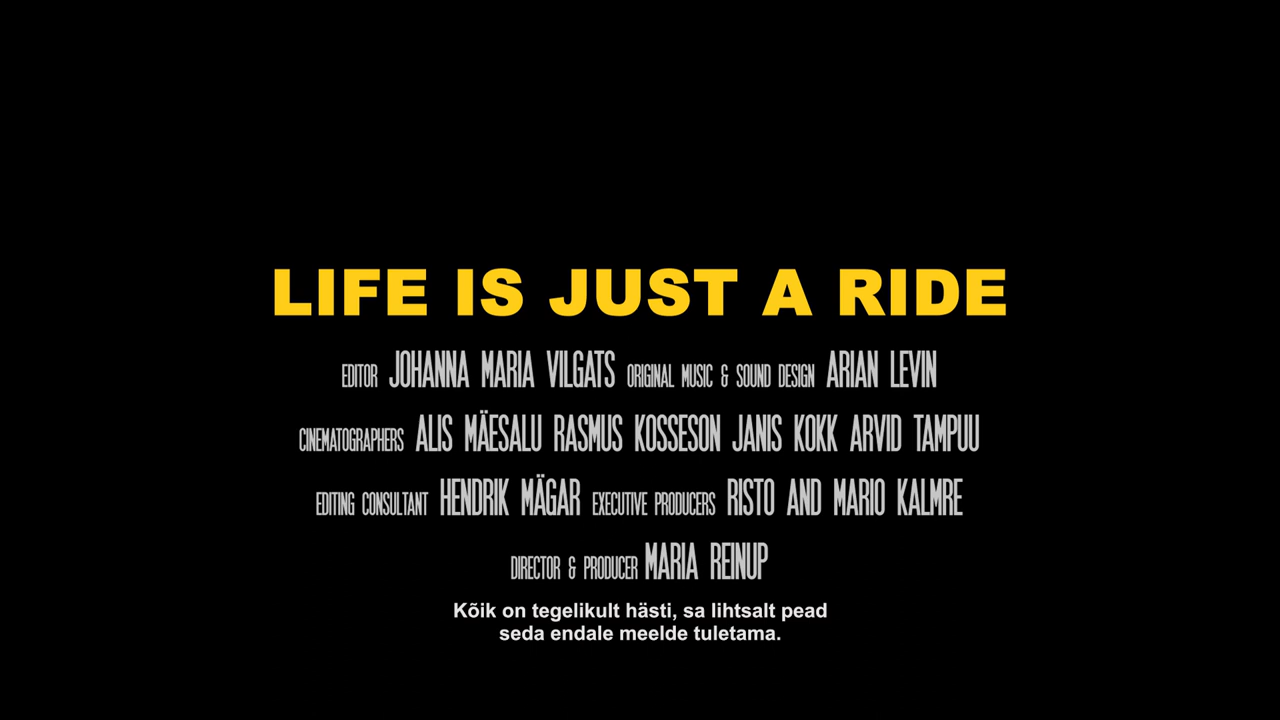 LIFE IS JUST A RIDE
EDITOR JOHANNA MARIA VILGATS ORIGINAL MUSIC & SOUND DESIGN ARIAN LEVIN
CINEMATOGRAPHERS ALIS MÄESALU RASMUS KOSSESON JANIS KOKK ARVID TAMPUU
EDITING CONSULTANT HENDRIK MÄGAR EXECUTIVE PRODUCERS RISTO AND MARIO KALMRE
DIRECTOR & PRODUCER MARIA REINUP
Kõik on tegelikult hästi, sa lihtsalt pead
seda endale meelde tuletama.